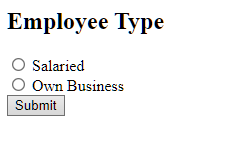 Employee Type
Salaried
Own Business
Submit